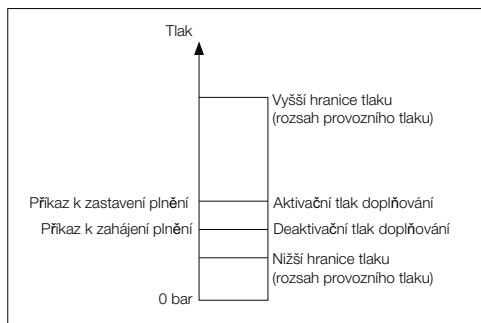 Tlak
Vyšší hranice tlaku
(rozsah provozního tlaku)
Příkaz k zastavení plnění
Aktivační tlak doplňování
Příkaz k zahájení plnění
Deaktivační tlak doplňování
Nižší hranice tlaku
(rozsah provozního tlaku)
0 bar